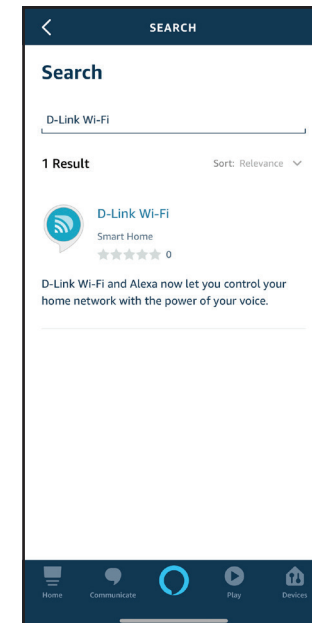 SEARCH
Search
D-Link Wi-Fi
1 Result
Sort: Relevance
D-Link Wi-Fi
Smart Home
0
D-Link Wi-Fi and Alexa now let you control your
home network with the power of your voice.
Home Communicate Play Devices